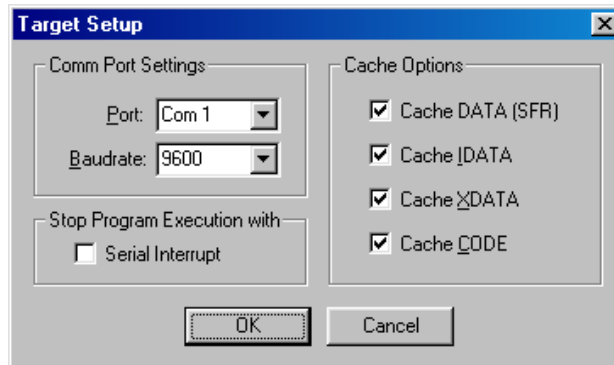 Target Setup
Comm Port Settings
Port: Com 1
Baudrate: 9600
Stop Program Execution with
Serial Interrupt
Cache Options
Cache DATA (SFR)
Cache IDATA
Cache XDATA
Cache CODE
OK
Cancel